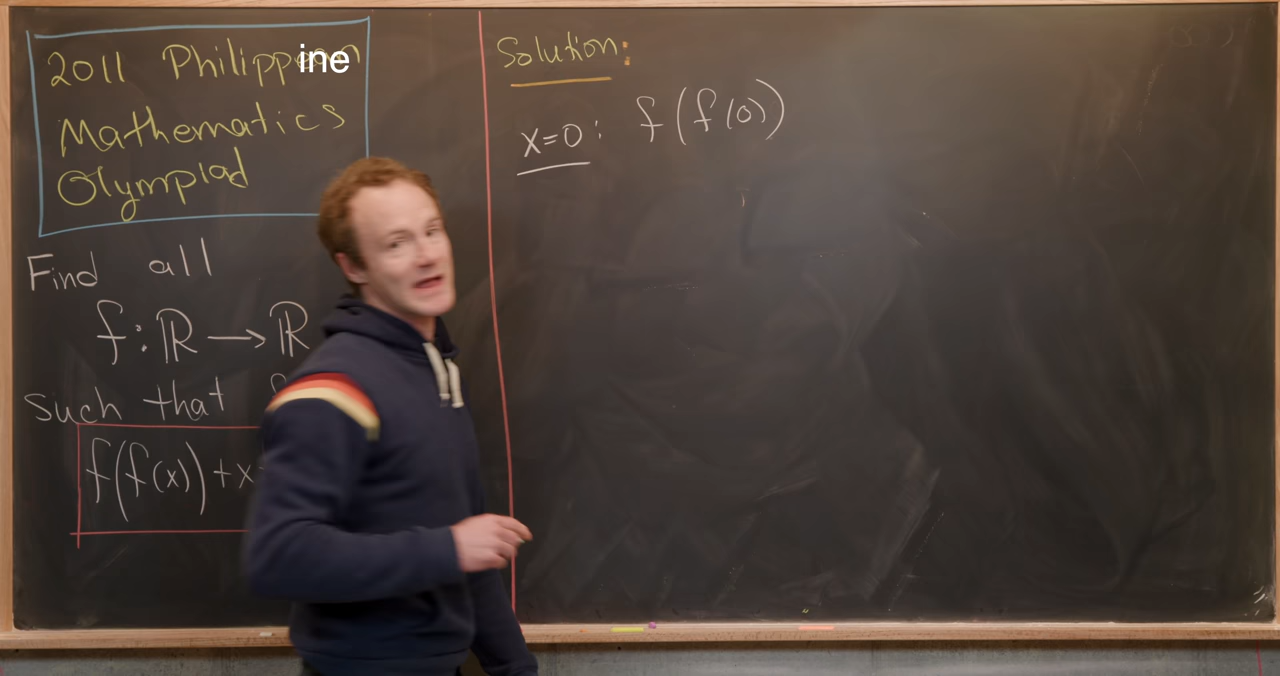 2011 Philippine
Mathematics
Olympiad
Find all
f: ℝ → ℝ
such that
f(f(x)) + x
Solution:
x=0: f(f(0))